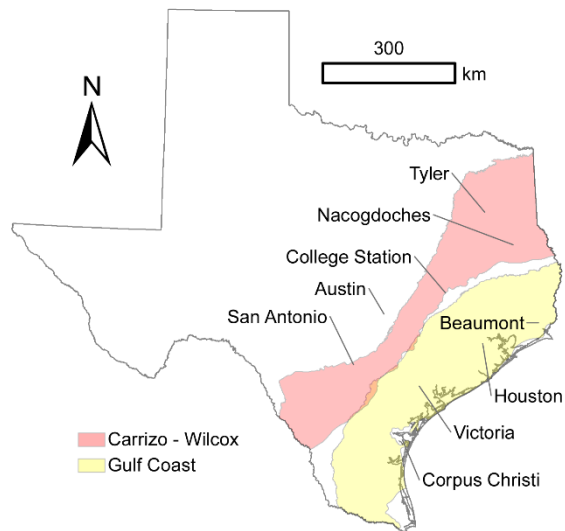 300
km
N
Tyler
Nacogdoches
College Station
Austin
San Antonio
Beaumont
Houston
Victoria
Corpus Christi
Carrizo - Wilcox
Gulf Coast